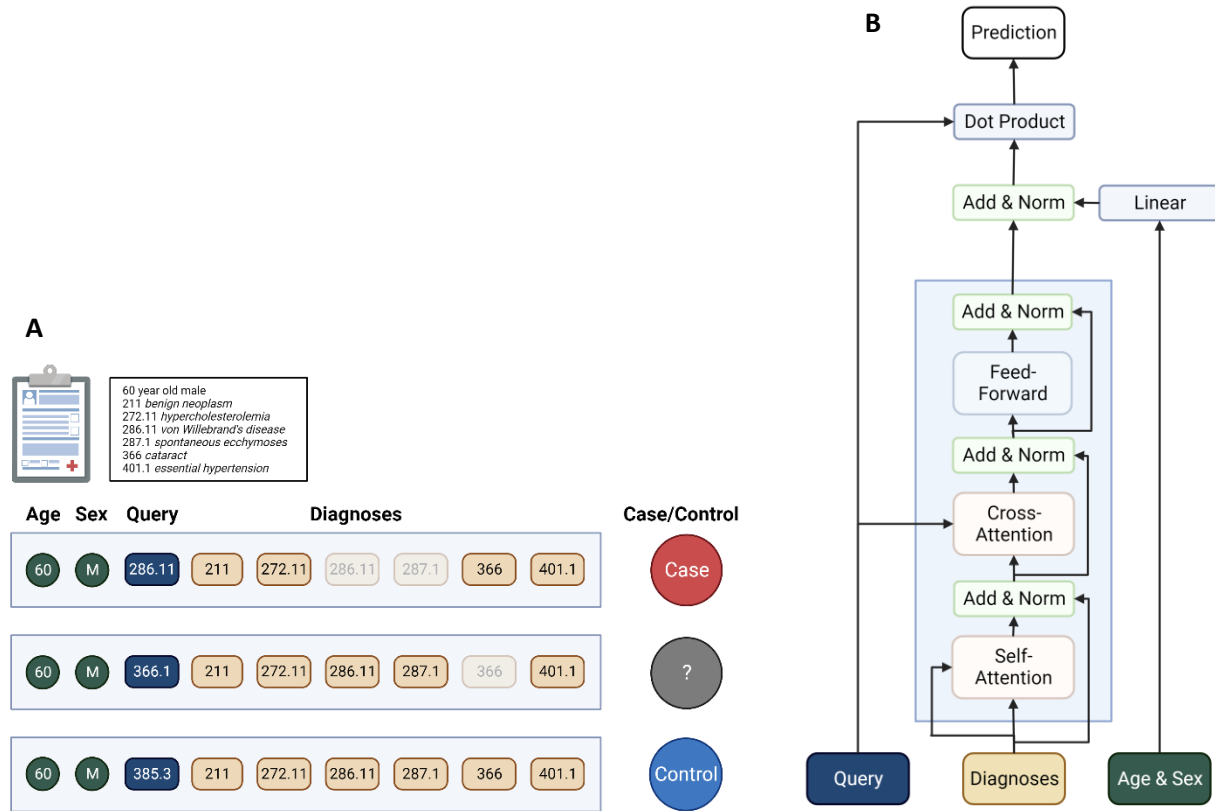 A
60 year old male
211 benign neoplasm
272.11 hypercholesterolemia
286.11 von Willebrand's disease
287.1 spontaneous ecchymoses
366 cataract
401.1 essential hypertension
Age Sex Query Diagnoses Case/Control
60 M 286.11 211 272.11 286.11 287.1 366 401.1 Case
60 M 366.1 211 272.11 286.11 287.1 366 401.1 ?
60 M 385.3 211 272.11 286.11 287.1 366 401.1 Control
B
Prediction
Dot Product
Add & Norm Linear
Add & Norm
Feed-
Forward
Add & Norm
Cross-
Attention
Add & Norm
Self-
Attention
Query Diagnoses Age & Sex